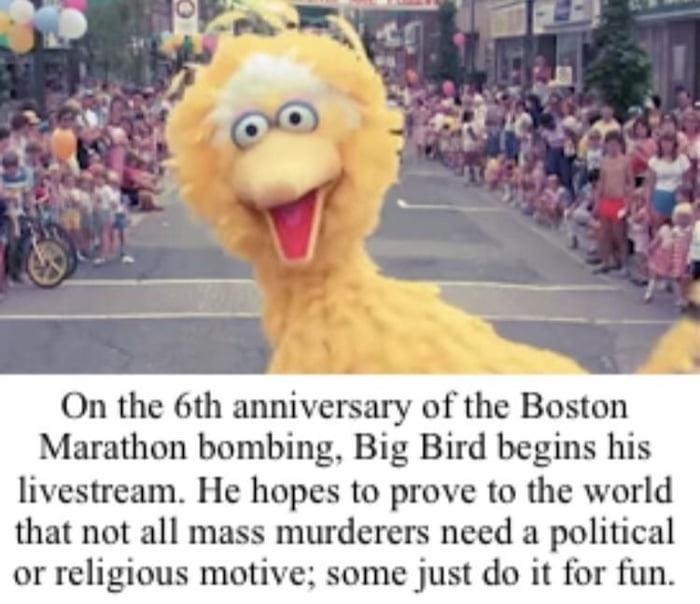 On the 6th anniversary of the Boston
Marathon bombing, Big Bird begins his
livestream. He hopes to prove to the world
that not all mass murderers need a political
or religious motive; some just do it for fun.